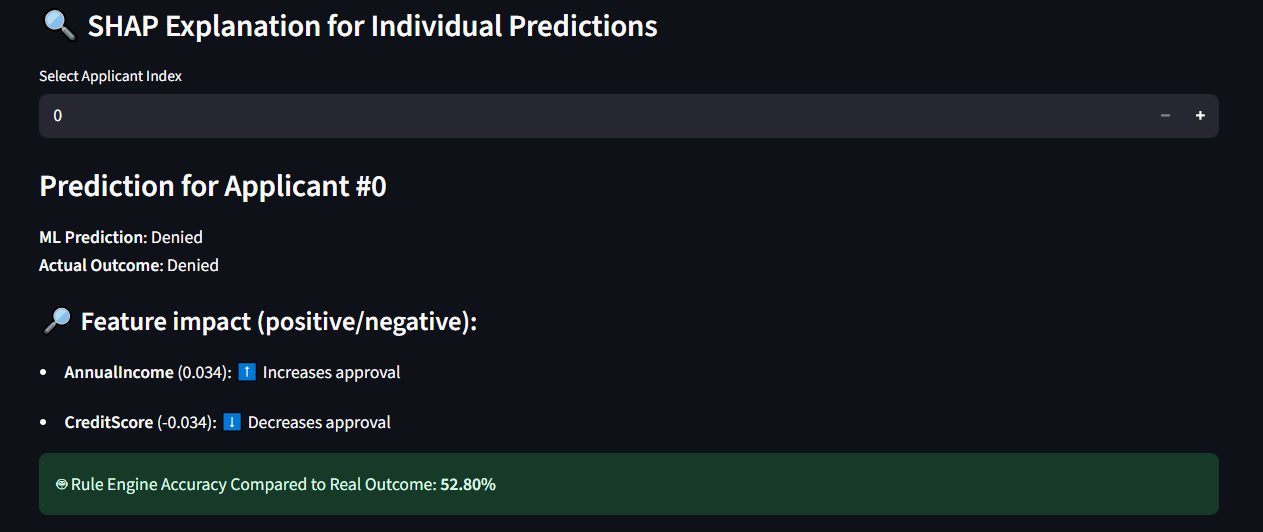 🔍 SHAP Explanation for Individual Predictions
Select Applicant Index
0 − +
Prediction for Applicant #0
ML Prediction: Denied
Actual Outcome: Denied
🔎 Feature impact (positive/negative):
• AnnualIncome (0.034): ⬆️ Increases approval
• CreditScore (-0.034): ⬇️ Decreases approval
Rule Engine Accuracy Compared to Real Outcome: 52.80%